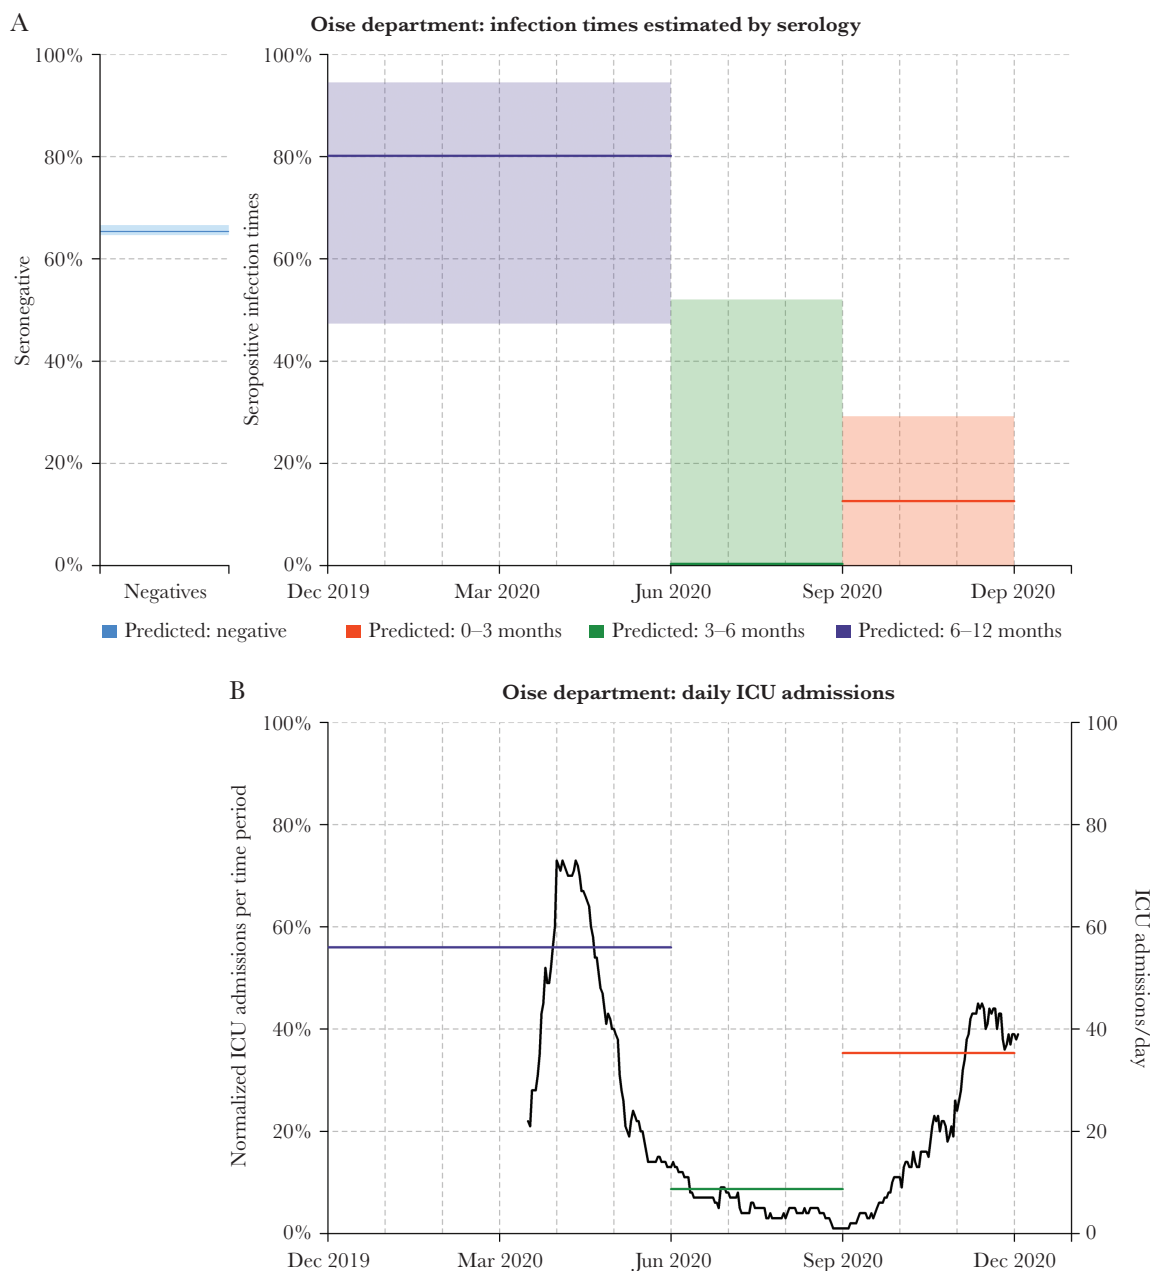 A
Oise department: infection times estimated by serology
100%
80%
60%
40%
20%
0%
Seronegative
Negatives
100%
80%
60%
40%
20%
0%
Seropositive infection times
Dec 2019
Mar 2020
Jun 2020
Sep 2020
Dep 2020
Predicted: negative
Predicted: 0–3 months
Predicted: 3–6 months
Predicted: 6–12 months
B
Oise department: daily ICU admissions
100%
80%
60%
40%
20%
0%
Normalized ICU admissions per time period
100
80
60
40
20
0
ICU admissions/day
Dec 2019
Mar 2020
Jun 2020
Sep 2020
Dec 2020